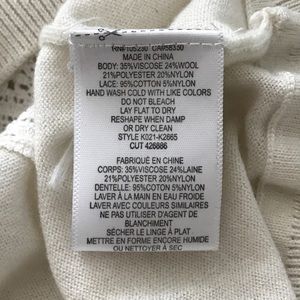 RN#105230 CA#58350
MADE IN CHINA
BODY: 35%VISCOSE 24%WOOL
21%POLYESTER 20%NYLON
LACE: 95%COTTON 5%NYLON
HAND WASH COLD WITH LIKE COLORS
DO NOT BLEACH
LAY FLAT TO DRY
RESHAPE WHEN DAMP
OR DRY CLEAN
STYLE K021-K2865
CUT 426886
FABRIQUÉ EN CHINE
CORPS: 35%VISCOSE 24%LAINE
21%POLYESTER 20%NYLON
DENTELLE: 95%COTON 5%NYLON
LAVER À MAIN EN EAU FROIDE
LAVER AVEC COULEURS SIMILAIRES
NE PAS UTILISER D'AGENT DE
BLANCHIMENT
SÉCHER LE LINGE À PLAT
METTRE EN FORME ENCORE HUMIDE
OU NETTOYER À SEC